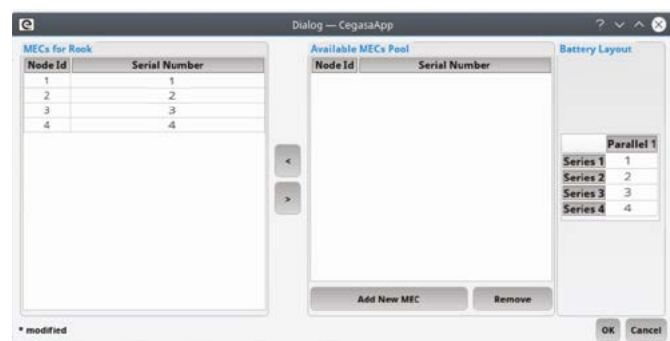 Dialog — CegasaApp
MECs for Rook
Node Id Serial Number
1 1
2 2
3 3
4 4
<
>
Available MECs Pool
Node Id Serial Number
Add New MEC Remove
Battery Layout
Parallel 1
Series 1 1
Series 2 2
Series 3 3
Series 4 4
* modified
OK Cancel